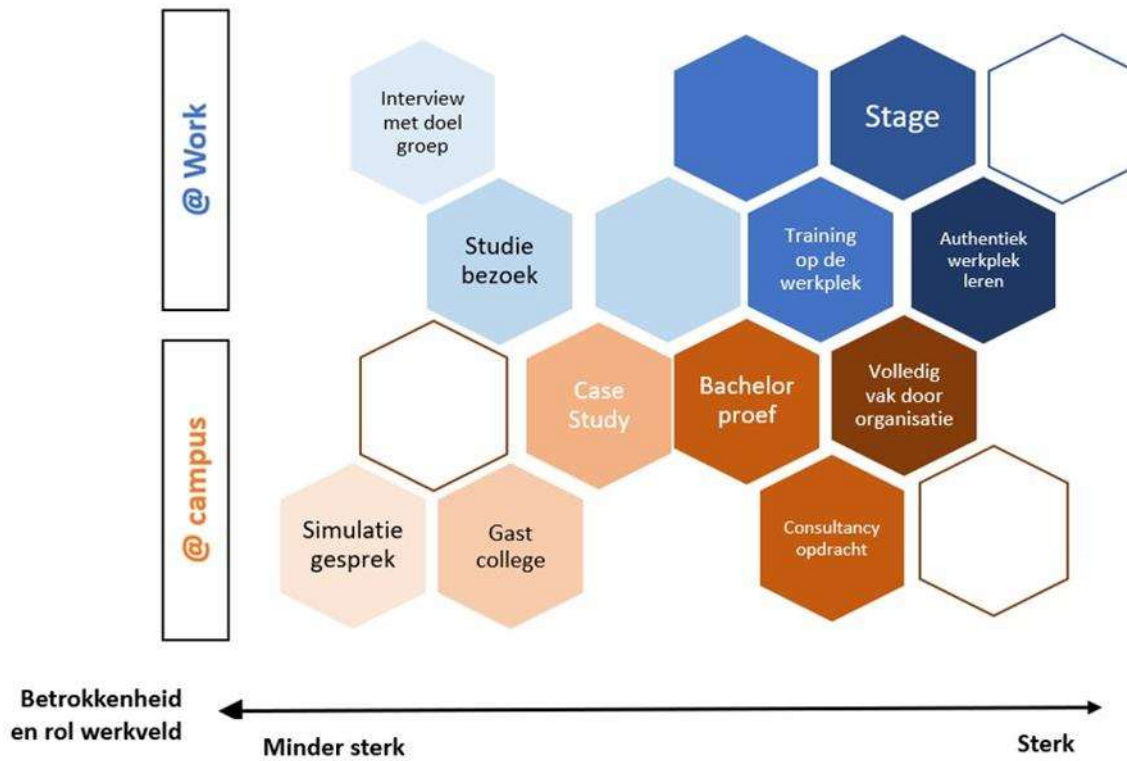 @ Work
Interview
met doel
groep
Stage
Studie
bezoek
Training
op de
werkplek
Authentiek
werkplek
leren
@ campus
Case
Study
Bachelor
proef
Volledig
vak door
organisatie
Simulatie
gesprek
Gast
college
Consultancy
opdracht
Betrokkenheid
en rol werkveld
Minder sterk
Sterk